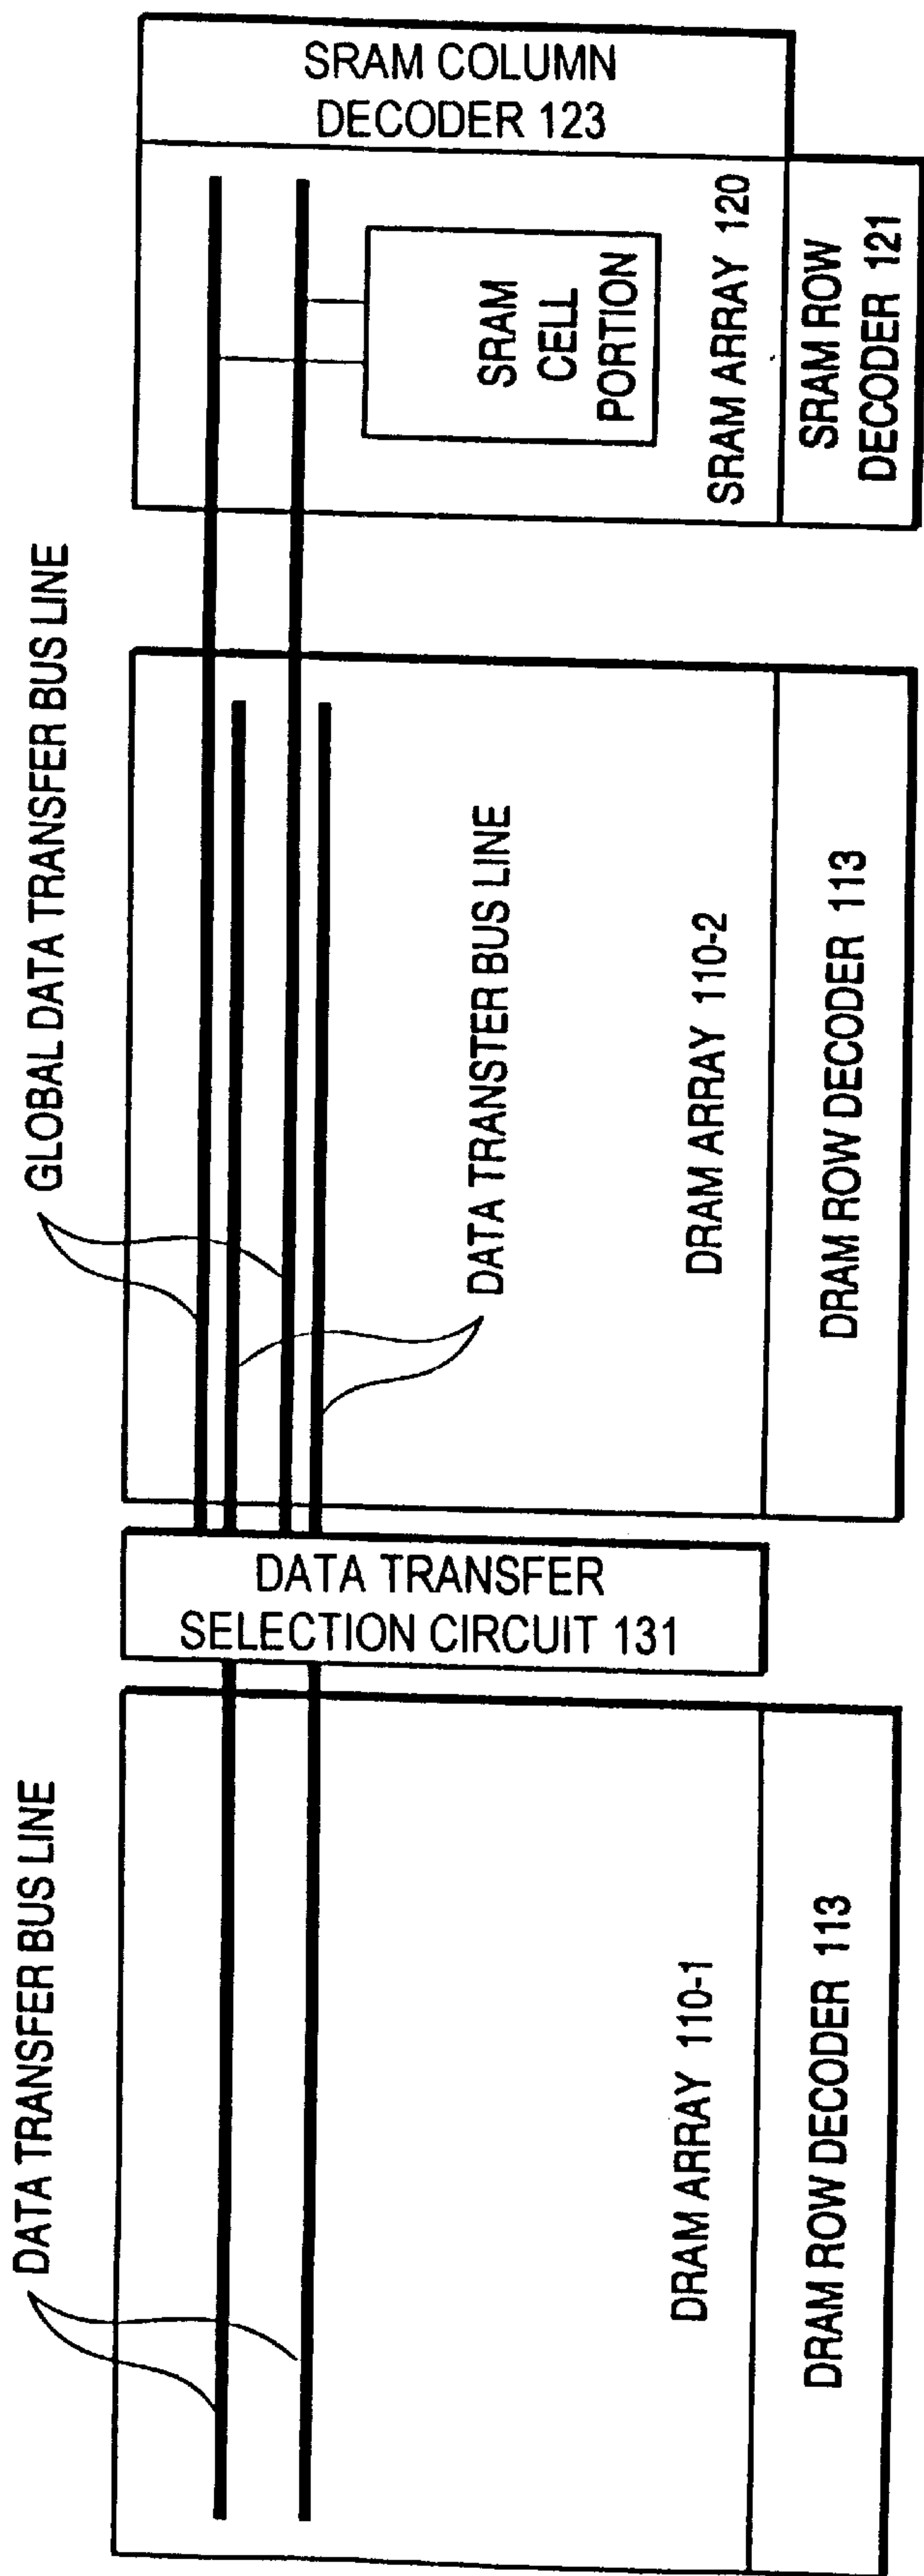 DATA TRANSFER BUS LINE
GLOBAL DATA TRANSFER BUS LINE
DRAM ARRAY 110-1
DRAM ROW DECODER 113
DATA TRANSFER
SELECTION CIRCUIT 131
DATA TRANSTER BUS LINE
DRAM ARRAY 110-2
DRAM ROW DECODER 113
SRAM
CELL
PORTION
SRAM ARRAY 120
SRAM ROW
DECODER 121
SRAM COLUMN
DECODER 123